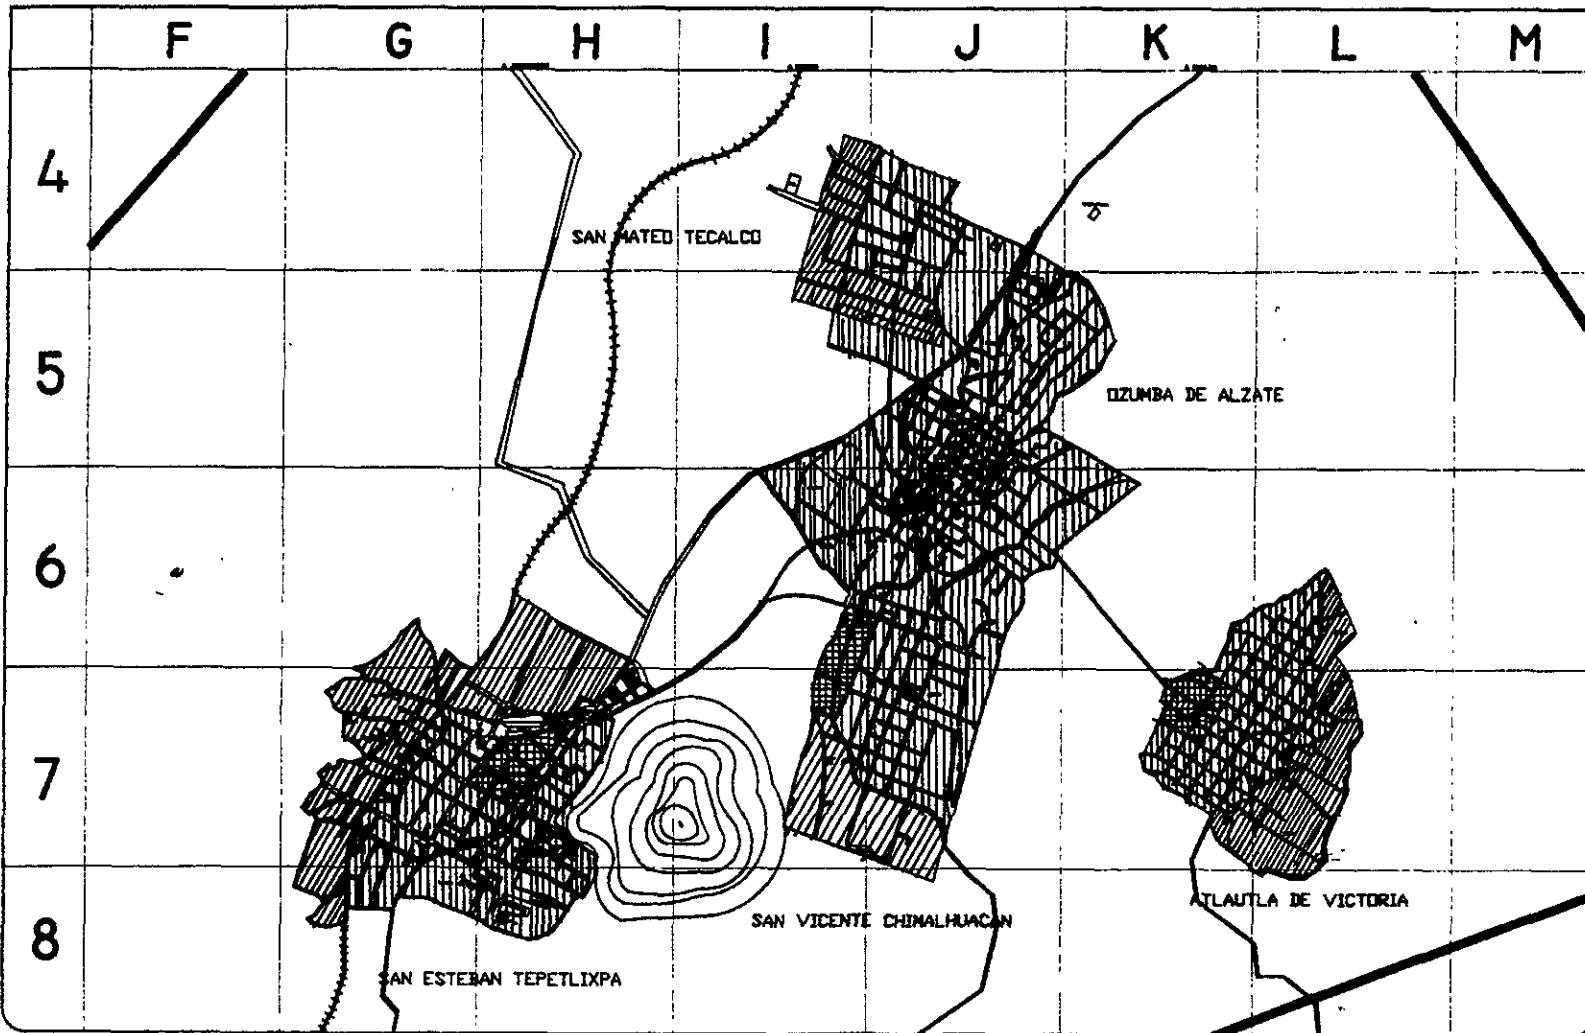 F G H I J K L M
4
SAN MATEO TECALCO
5
OZUMBA DE ALZATE
6
7
8
ATLAUTLA DE VICTORIA
SAN VICENTE CHIMALHUACAN
SAN ESTEBAN TEPETLIXPA